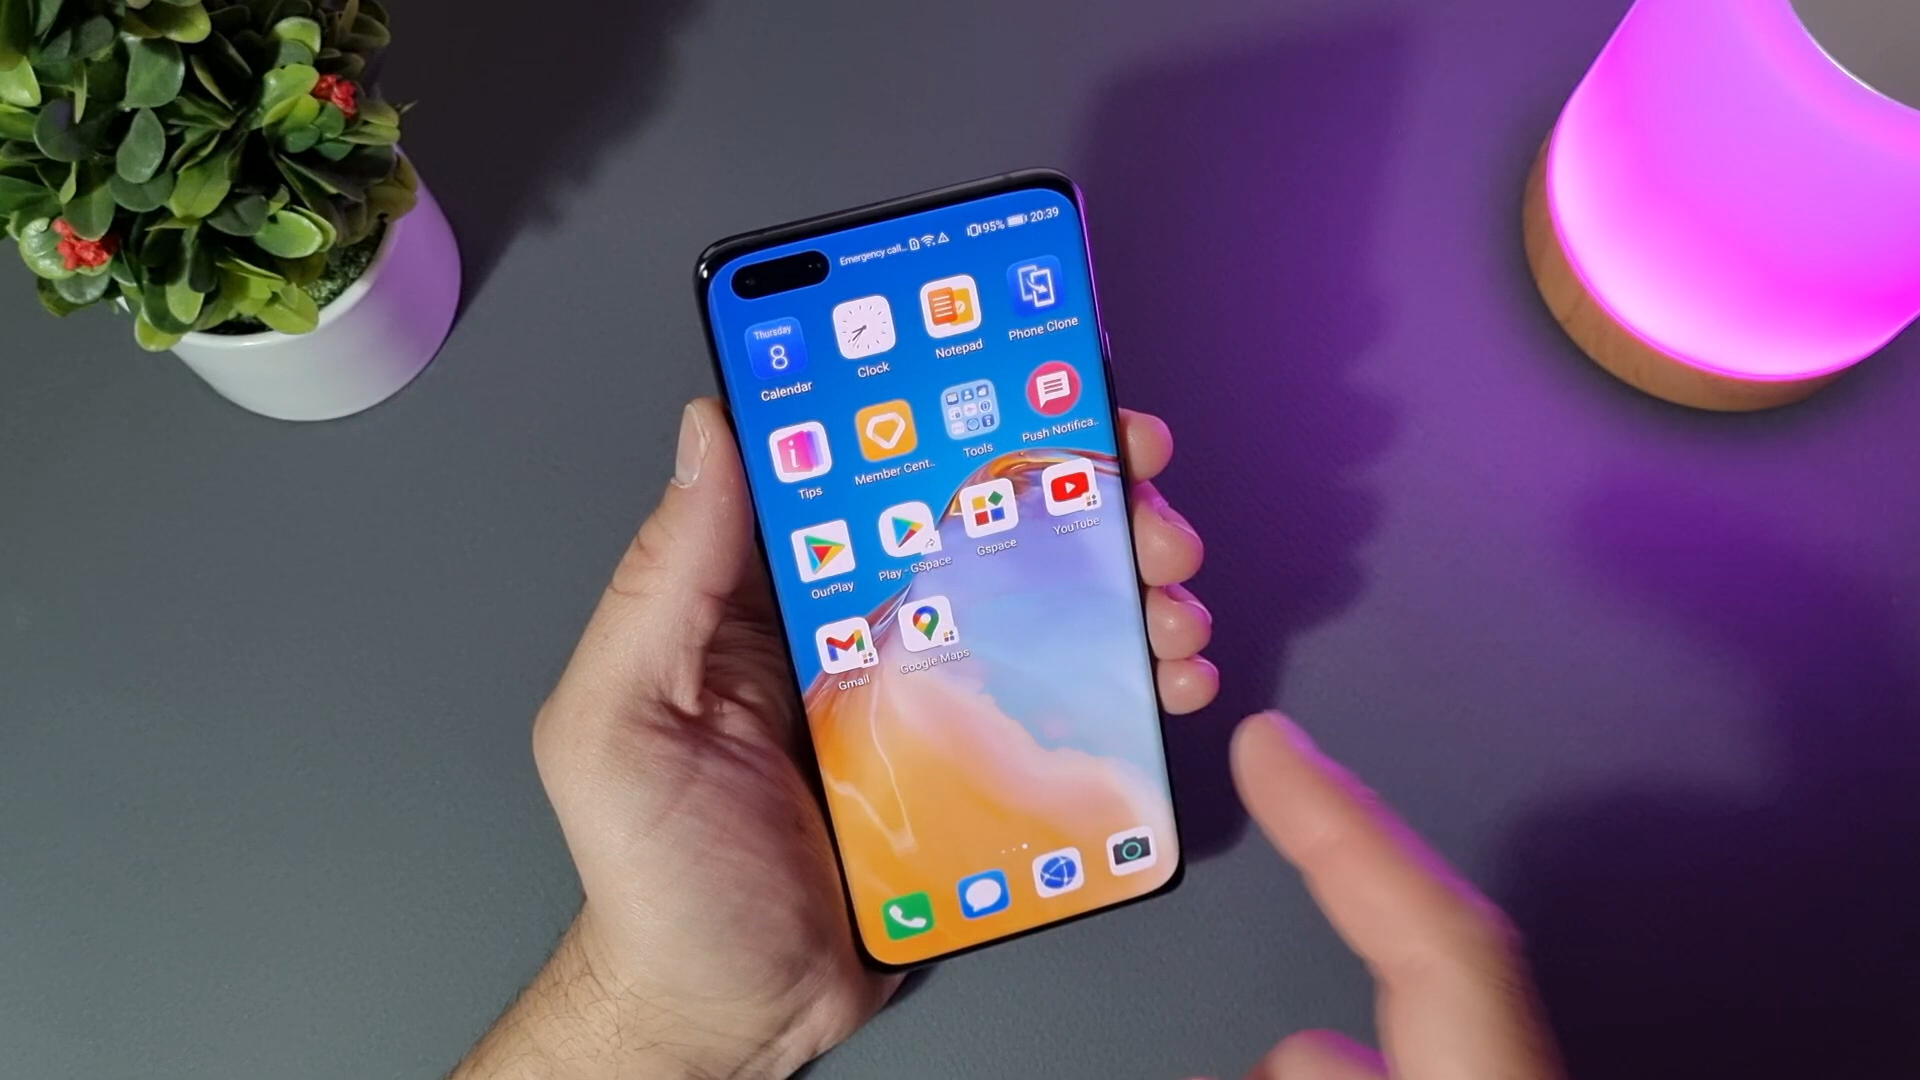 Emergency call... 95% 20:39
Thursday
8
Calendar
Clock
Notepad
Phone Clone
Tips
Member Cent..
Tools
Push Notifica..
OurPlay
Play - GSpace
Gspace
YouTube
Gmail
Google Maps